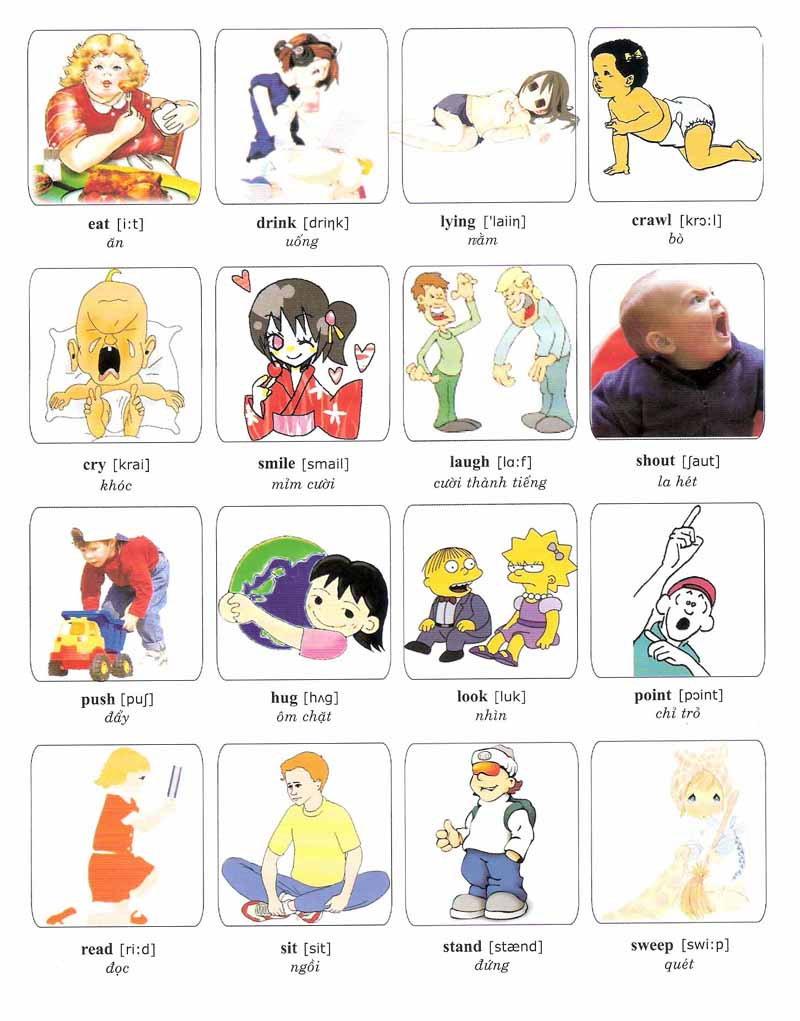 eat [i:t]
ăn
drink [driŋk]
uống
lying ['laiiŋ]
nằm
crawl [krɔ:l]
bò
cry [krai]
khóc
smile [smail]
mỉm cười
laugh [lɑ:f]
cười thành tiếng
shout [ʃaut]
la hét
push [puʃ]
đẩy
hug [hʌg]
ôm chặt
look [luk]
nhìn
point [pɔint]
chỉ trỏ
read [ri:d]
đọc
sit [sit]
ngồi
stand [stænd]
đứng
sweep [swi:p]
quét